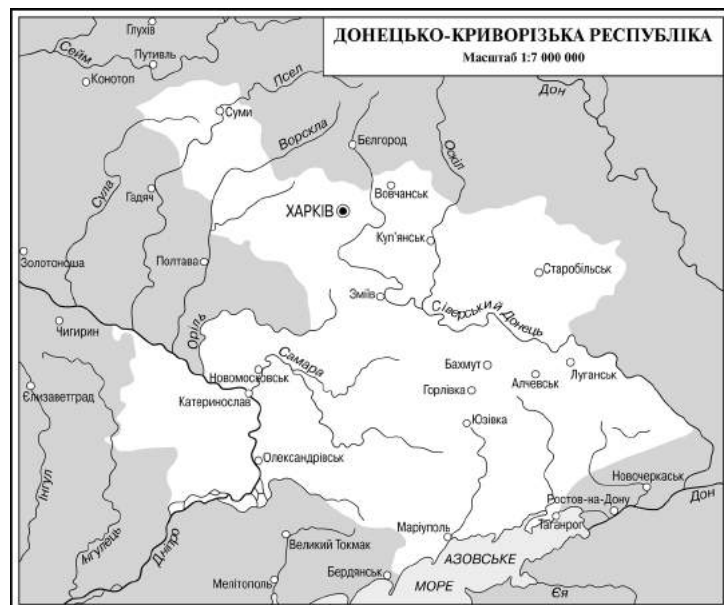 ДОНЕЦЬКО-КРИВОРІЗЬКА РЕСПУБЛІКА
Масштаб 1:7 000 000
Глухів
Сейм
Путивль
Конотоп
Псел
Суми
Ворскла
Бєлгород
Оскіл
Дон
Сула
Гадяч
Вовчанськ
ХАРКІВ
Куп'янськ
Золотоноша
Полтава
Старобільськ
Зміїв
Сіверський Донець
Чигирин
Оріль
Самара
Новомосковськ
Бахмут
Луганськ
Алчевськ
Єлизаветград
Катеринослав
Горлівка
Юзівка
Олександрівськ
Новочеркаськ
Інгул
Ростов-на-Дону
Дон
Таганрог
Інгулець
Дніпро
Великий Токмак
Маріуполь
АЗОВСЬКЕ
МОРЕ
Мелітополь
Бердянськ
Єя